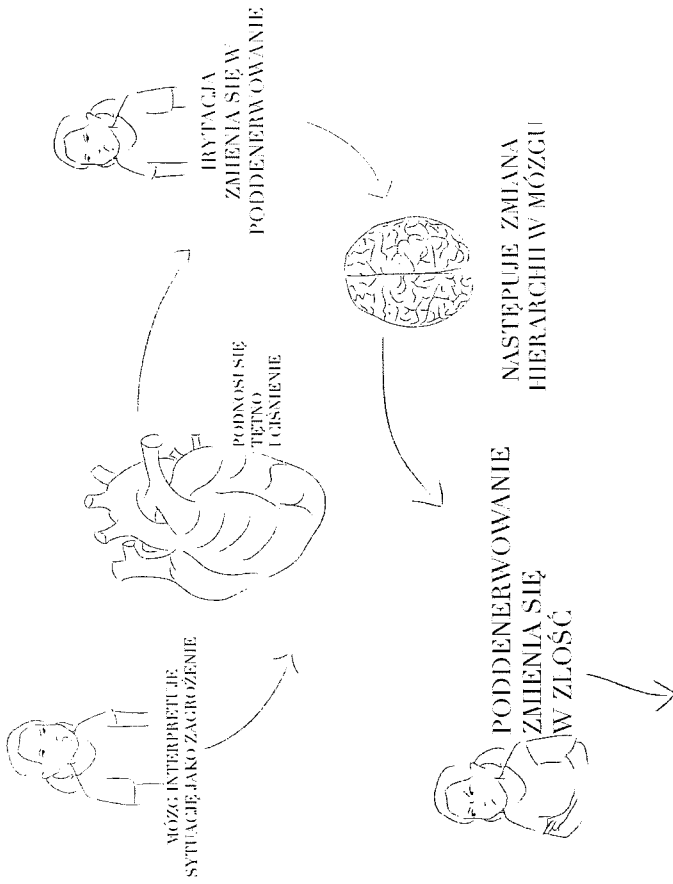 MÓZG INTERPRETUJE
SYTUACJĘ JAKO ZAGROŻENIE
PODNOSI SIĘ
TĘTNO
I CIŚNIENIE
IRYTACJA
ZMIENIA SIĘ W
PODDENERWOWANIE
NASTĘPUJE ZMIANA
HIERARCHII W MÓZGU
PODDENERWOWANIE
ZMIENIA SIĘ
W ZŁOŚĆ